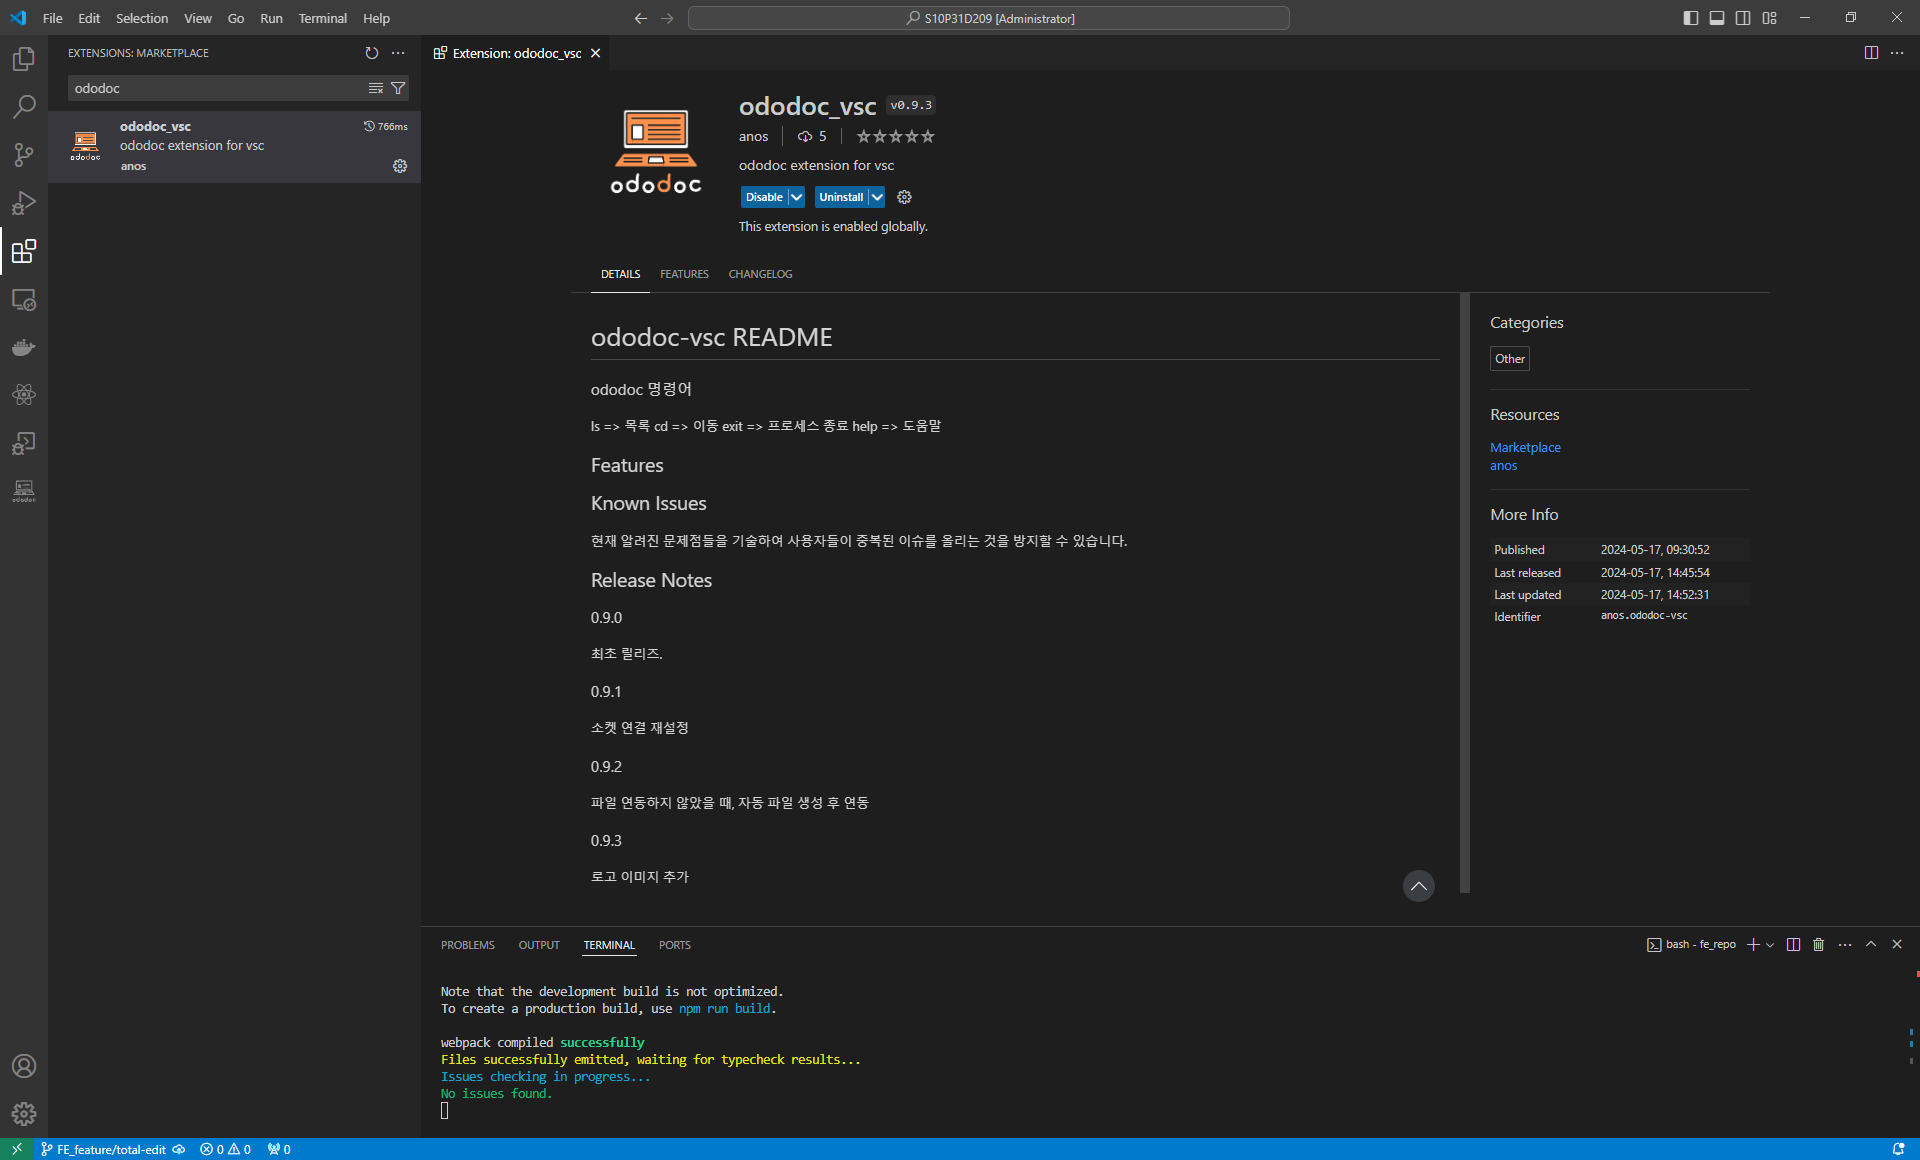 File Edit Selection View Go Run Terminal Help
S10P31D209 [Administrator]
EXTENSIONS: MARKETPLACE
ododoc
ododoc_vsc 766ms
ododoc extension for vsc
anos
ododoc
Extension: ododoc_vsc
ododoc
ododoc_vsc v0.9.3
anos 5
ododoc extension for vsc
Disable Uninstall
This extension is enabled globally.
DETAILS FEATURES CHANGELOG
ododoc-vsc README
ododoc 명령어
ls => 목록 cd => 이동 exit => 프로세스 종료 help => 도움말
Features
Known Issues
현재 알려진 문제점들을 기술하여 사용자들이 중복된 이슈를 올리는 것을 방지할 수 있습니다.
Release Notes
0.9.0
최초 릴리즈.
0.9.1
소켓 연결 재설정
0.9.2
파일 연동하지 않았을 때, 자동 파일 생성 후 연동
0.9.3
로고 이미지 추가
Categories
Other
Resources
Marketplace
anos
More Info
Published 2024-05-17, 09:30:52
Last released 2024-05-17, 14:45:54
Last updated 2024-05-17, 14:52:31
Identifier anos.ododoc-vsc
PROBLEMS OUTPUT TERMINAL PORTS
bash - fe_repo
Note that the development build is not optimized.
To create a production build, use npm run build.
webpack compiled successfully
Files successfully emitted, waiting for typecheck results...
Issues checking in progress...
No issues found.
FE_feature/total-edit 0 0 0